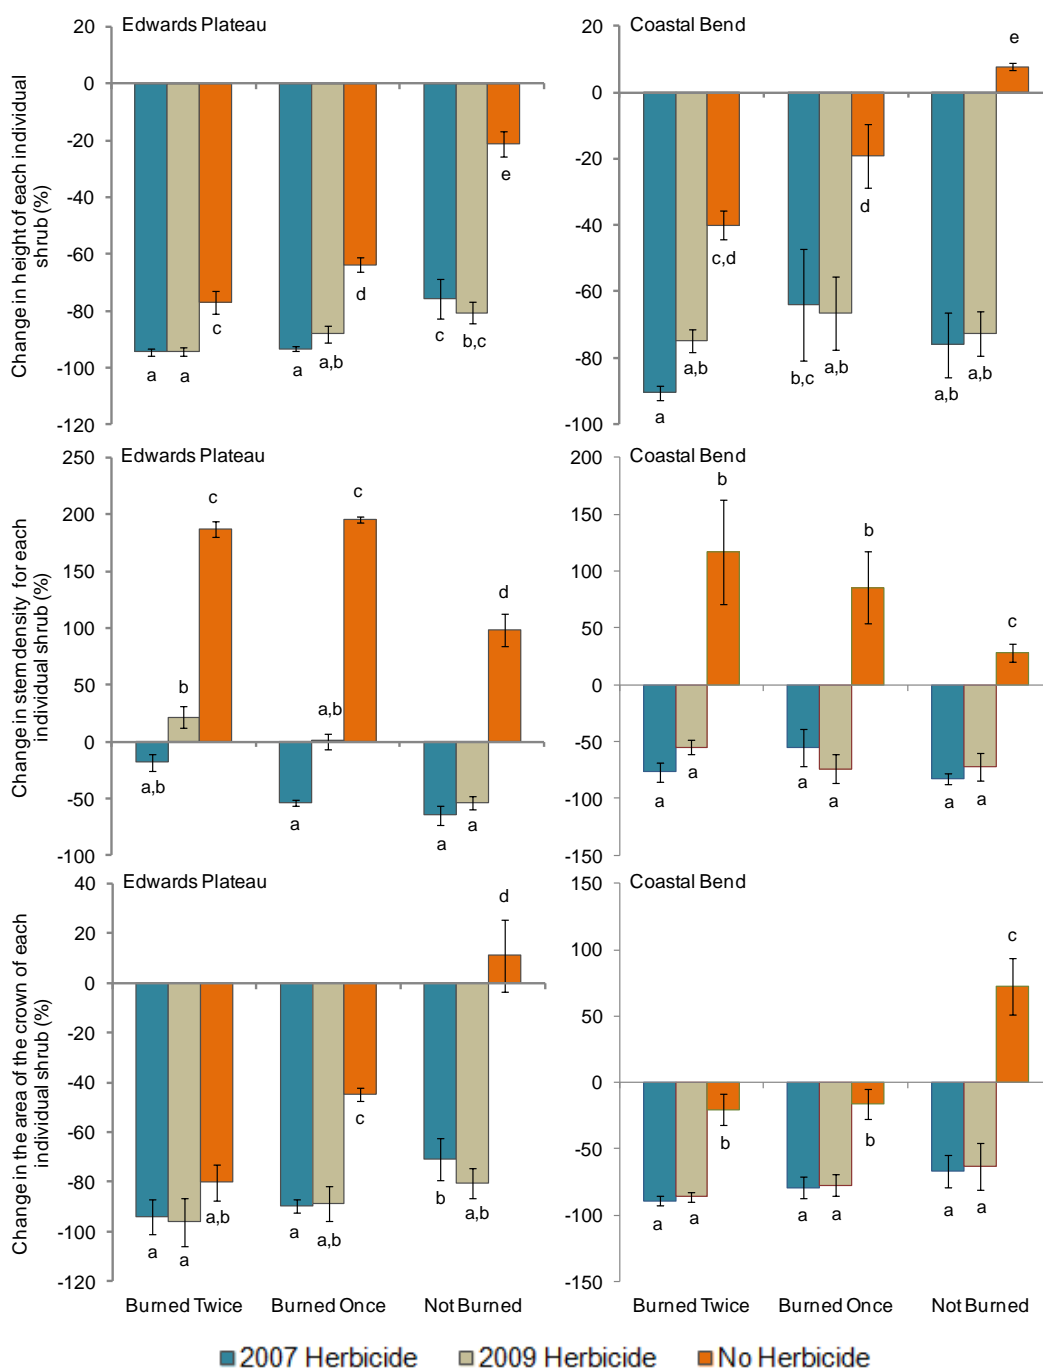 Edwards Plateau
Change in height of each individual
shrub (%)
20
0
-20
-40
-60
-80
-100
-120
a
a
c
a
a,b
d
c
b,c
e
Coastal Bend
20
0
-20
-40
-60
-80
-100
a
a,b
c,d
b,c
a,b
d
a,b
a,b
e
Edwards Plateau
Change in stem density for each
individual shrub (%)
250
200
150
100
50
0
-50
-100
a,b
b
c
a
a,b
c
a
a
d
Coastal Bend
200
150
100
50
0
-50
-100
-150
a
a
b
a
a
b
a
a
c
Edwards Plateau
Change in the area of the crown of each
individual shrub (%)
40
20
0
-20
-40
-60
-80
-100
-120
a
a
a,b
a
a,b
c
b
a,b
d
Burned Twice
Burned Once
Not Burned
Coastal Bend
150
100
50
0
-50
-100
-150
a
a
b
a
a
b
a
a
c
Burned Twice
Burned Once
Not Burned
2007 Herbicide
2009 Herbicide
No Herbicide